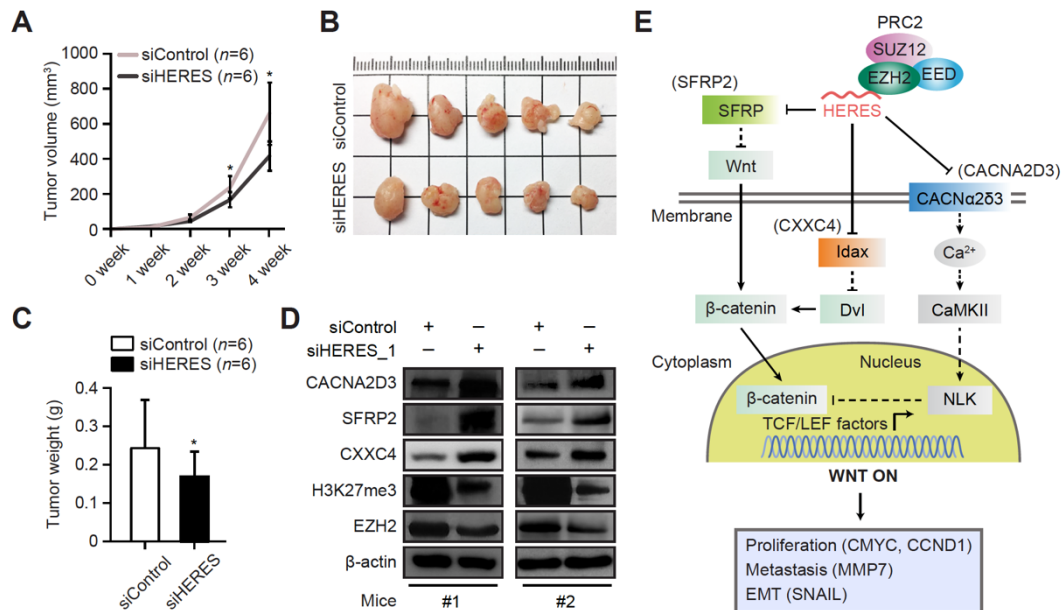 A
siControl (n=6)
siHERES (n=6)
Tumor volume (mm³)
1000
800
600
400
200
0
*
*
0 week
1 week
2 week
3 week
4 week
B
siControl
siHERES
C
siControl (n=6)
siHERES (n=6)
Tumor weight (g)
0.4
0.3
0.2
0.1
0
*
siControl
siHERES
D
siControl + – + –
siHERES_1 – + – +
CACNA2D3
SFRP2
CXXC4
H3K27me3
EZH2
β-actin
Mice #1 #2
E
PRC2
SUZ12
EZH2
EED
(SFRP2)
SFRP
HERES
Wnt
(CACNA2D3)
CACNα2δ3
Membrane
(CXXC4)
Idax
Ca²⁺
β-catenin
Dvl
CaMKII
Cytoplasm
Nucleus
β-catenin
NLK
TCF/LEF factors
WNT ON
Proliferation (CMYC, CCND1)
Metastasis (MMP7)
EMT (SNAIL)